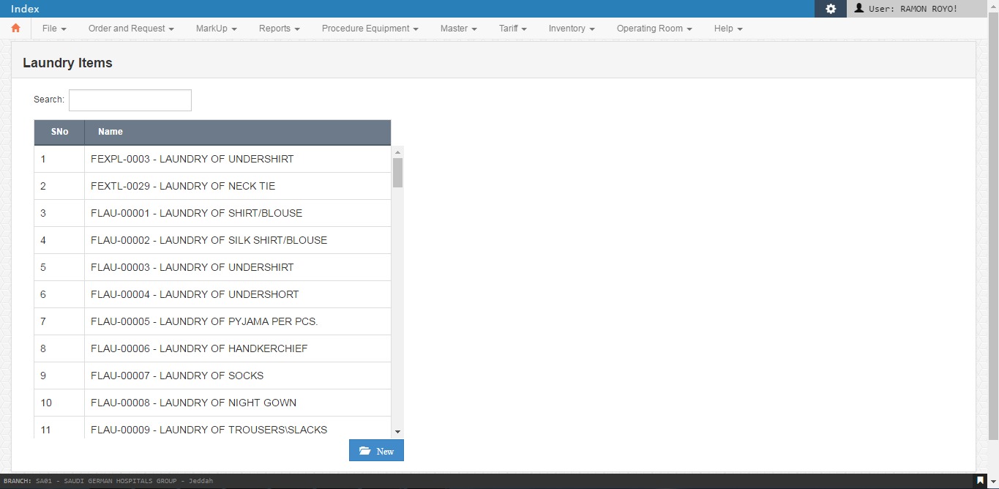 Index
User: RAMON ROYO!
File Order and Request MarkUp Reports Procedure Equipment Master Tariff Inventory Operating Room Help
Laundry Items
Search:
SNo Name
1 FEXPL-0003 - LAUNDRY OF UNDERSHIRT
2 FEXTL-0029 - LAUNDRY OF NECK TIE
3 FLAU-00001 - LAUNDRY OF SHIRT/BLOUSE
4 FLAU-00002 - LAUNDRY OF SILK SHIRT/BLOUSE
5 FLAU-00003 - LAUNDRY OF UNDERSHIRT
6 FLAU-00004 - LAUNDRY OF UNDERSHORT
7 FLAU-00005 - LAUNDRY OF PYJAMA PER PCS.
8 FLAU-00006 - LAUNDRY OF HANDKERCHIEF
9 FLAU-00007 - LAUNDRY OF SOCKS
10 FLAU-00008 - LAUNDRY OF NIGHT GOWN
11 FLAU-00009 - LAUNDRY OF TROUSERS\SLACKS
New
BRANCH: SA01 - SAUDI GERMAN HOSPITALS GROUP - Jeddah